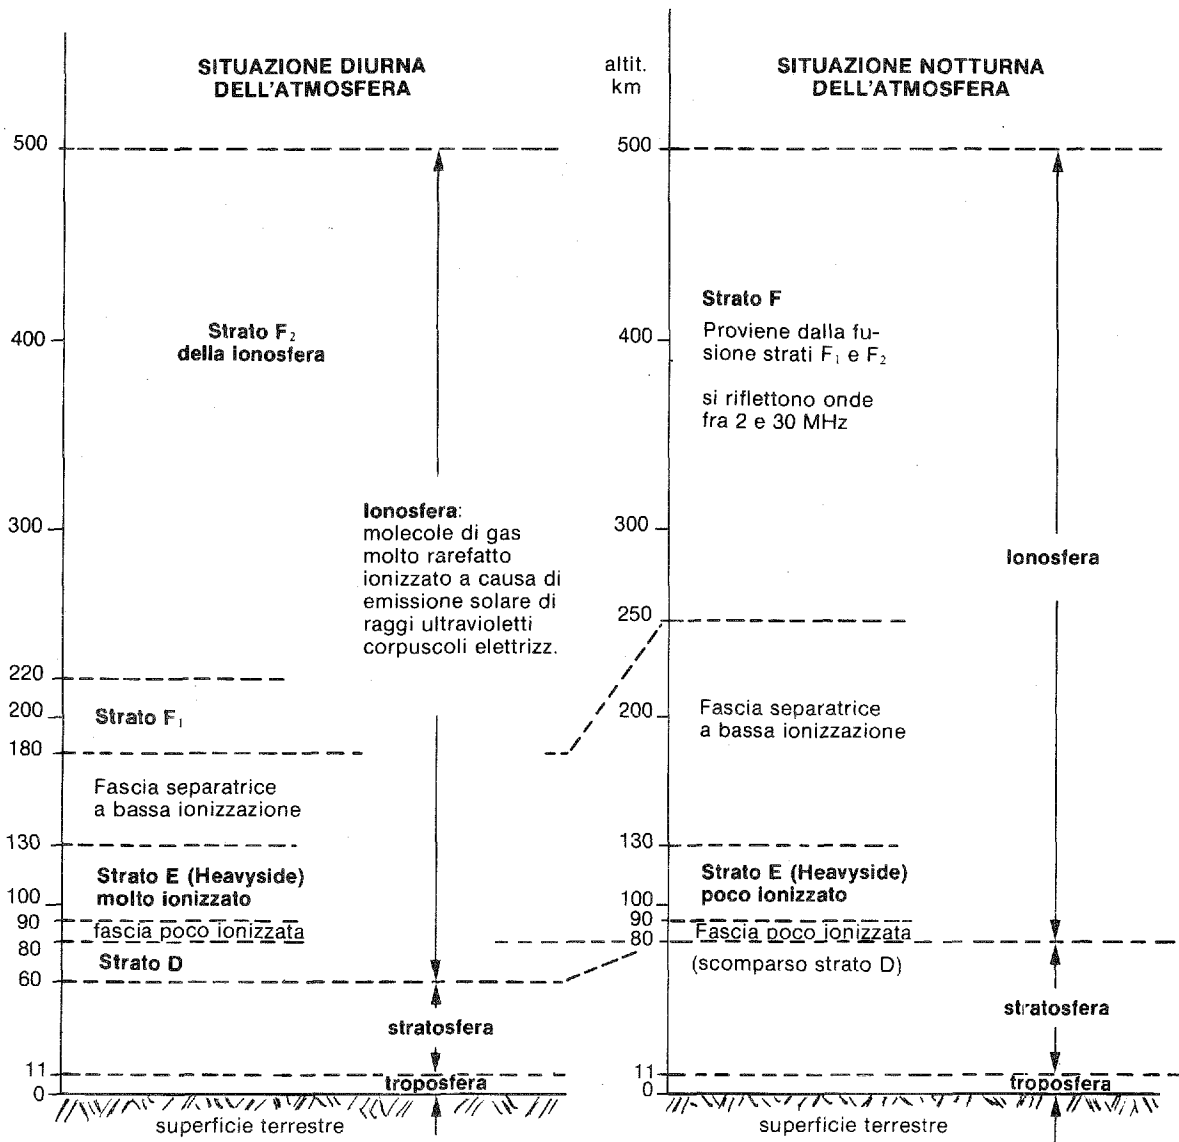 SITUAZIONE DIURNA
DELL'ATMOSFERA
500
400
300
220
200
180
130
100
90
80
60
11
0
Strato F₂
della Ionosfera
Ionosfera:
molecole di gas
molto rarefatto
ionizzato a causa di
emissione solare di
raggi ultravioletti
corpuscoli elettrizz.
Strato F₁
Fascia separatrice
a bassa ionizzazione
Strato E (Heavyside)
molto ionizzato
fascia poco ionizzata
Strato D
stratosfera
troposfera
superficie terrestre
altit.
km
SITUAZIONE NOTTURNA
DELL'ATMOSFERA
500
400
300
250
200
130
100
90
80
11
0
Strato F
Proviene dalla fu-
sione strati F₁ e F₂
si riflettono onde
fra 2 e 30 MHz
Ionosfera
Fascia separatrice
a bassa ionizzazione
Strato E (Heavyside)
poco ionizzato
Fascia poco ionizzata
(scomparso strato D)
stratosfera
troposfera
superficie terrestre